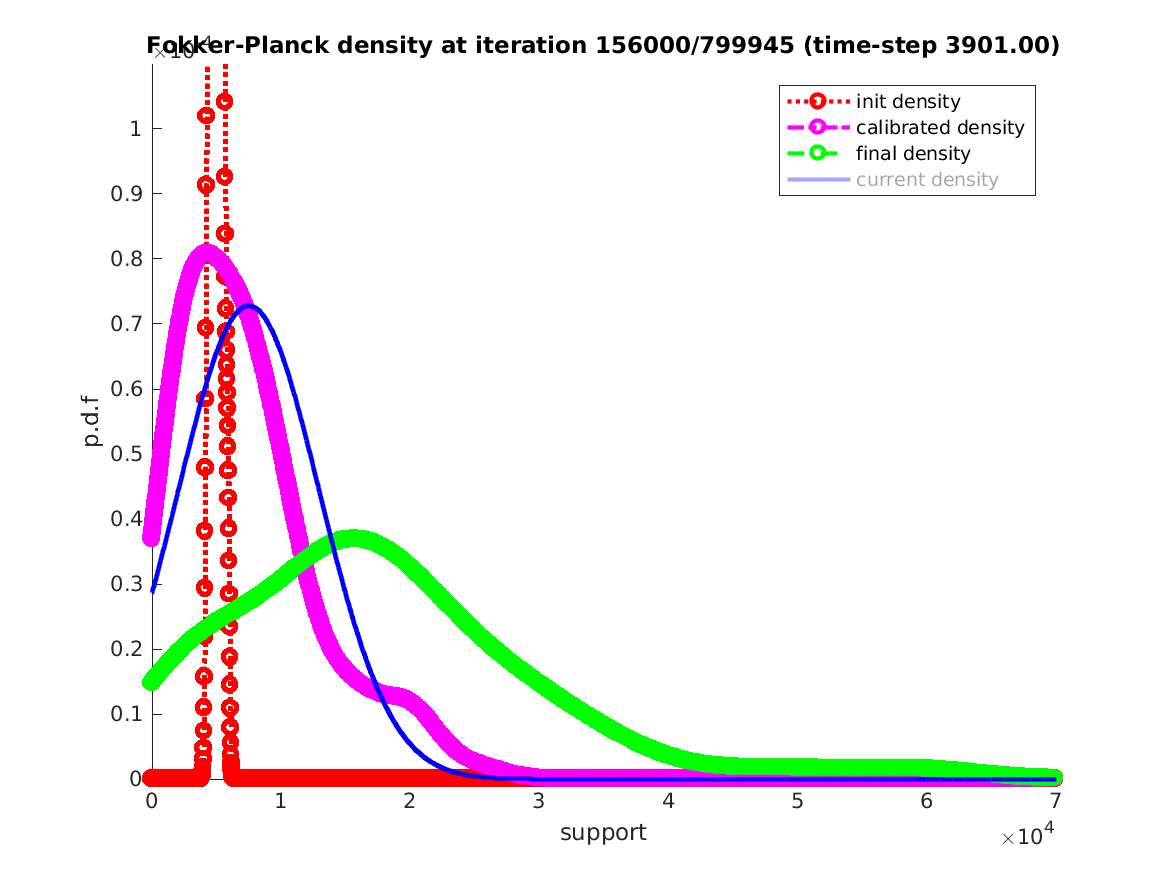 Fokker-Planck density at iteration 156000/799945 (time-step 3901.00)
×10⁻⁴
init density
calibrated density
final density
current density
1
0.9
0.8
0.7
0.6
0.5
0.4
0.3
0.2
0.1
0
p.d.f
0 1 2 3 4 5 6 7
support
×10⁴